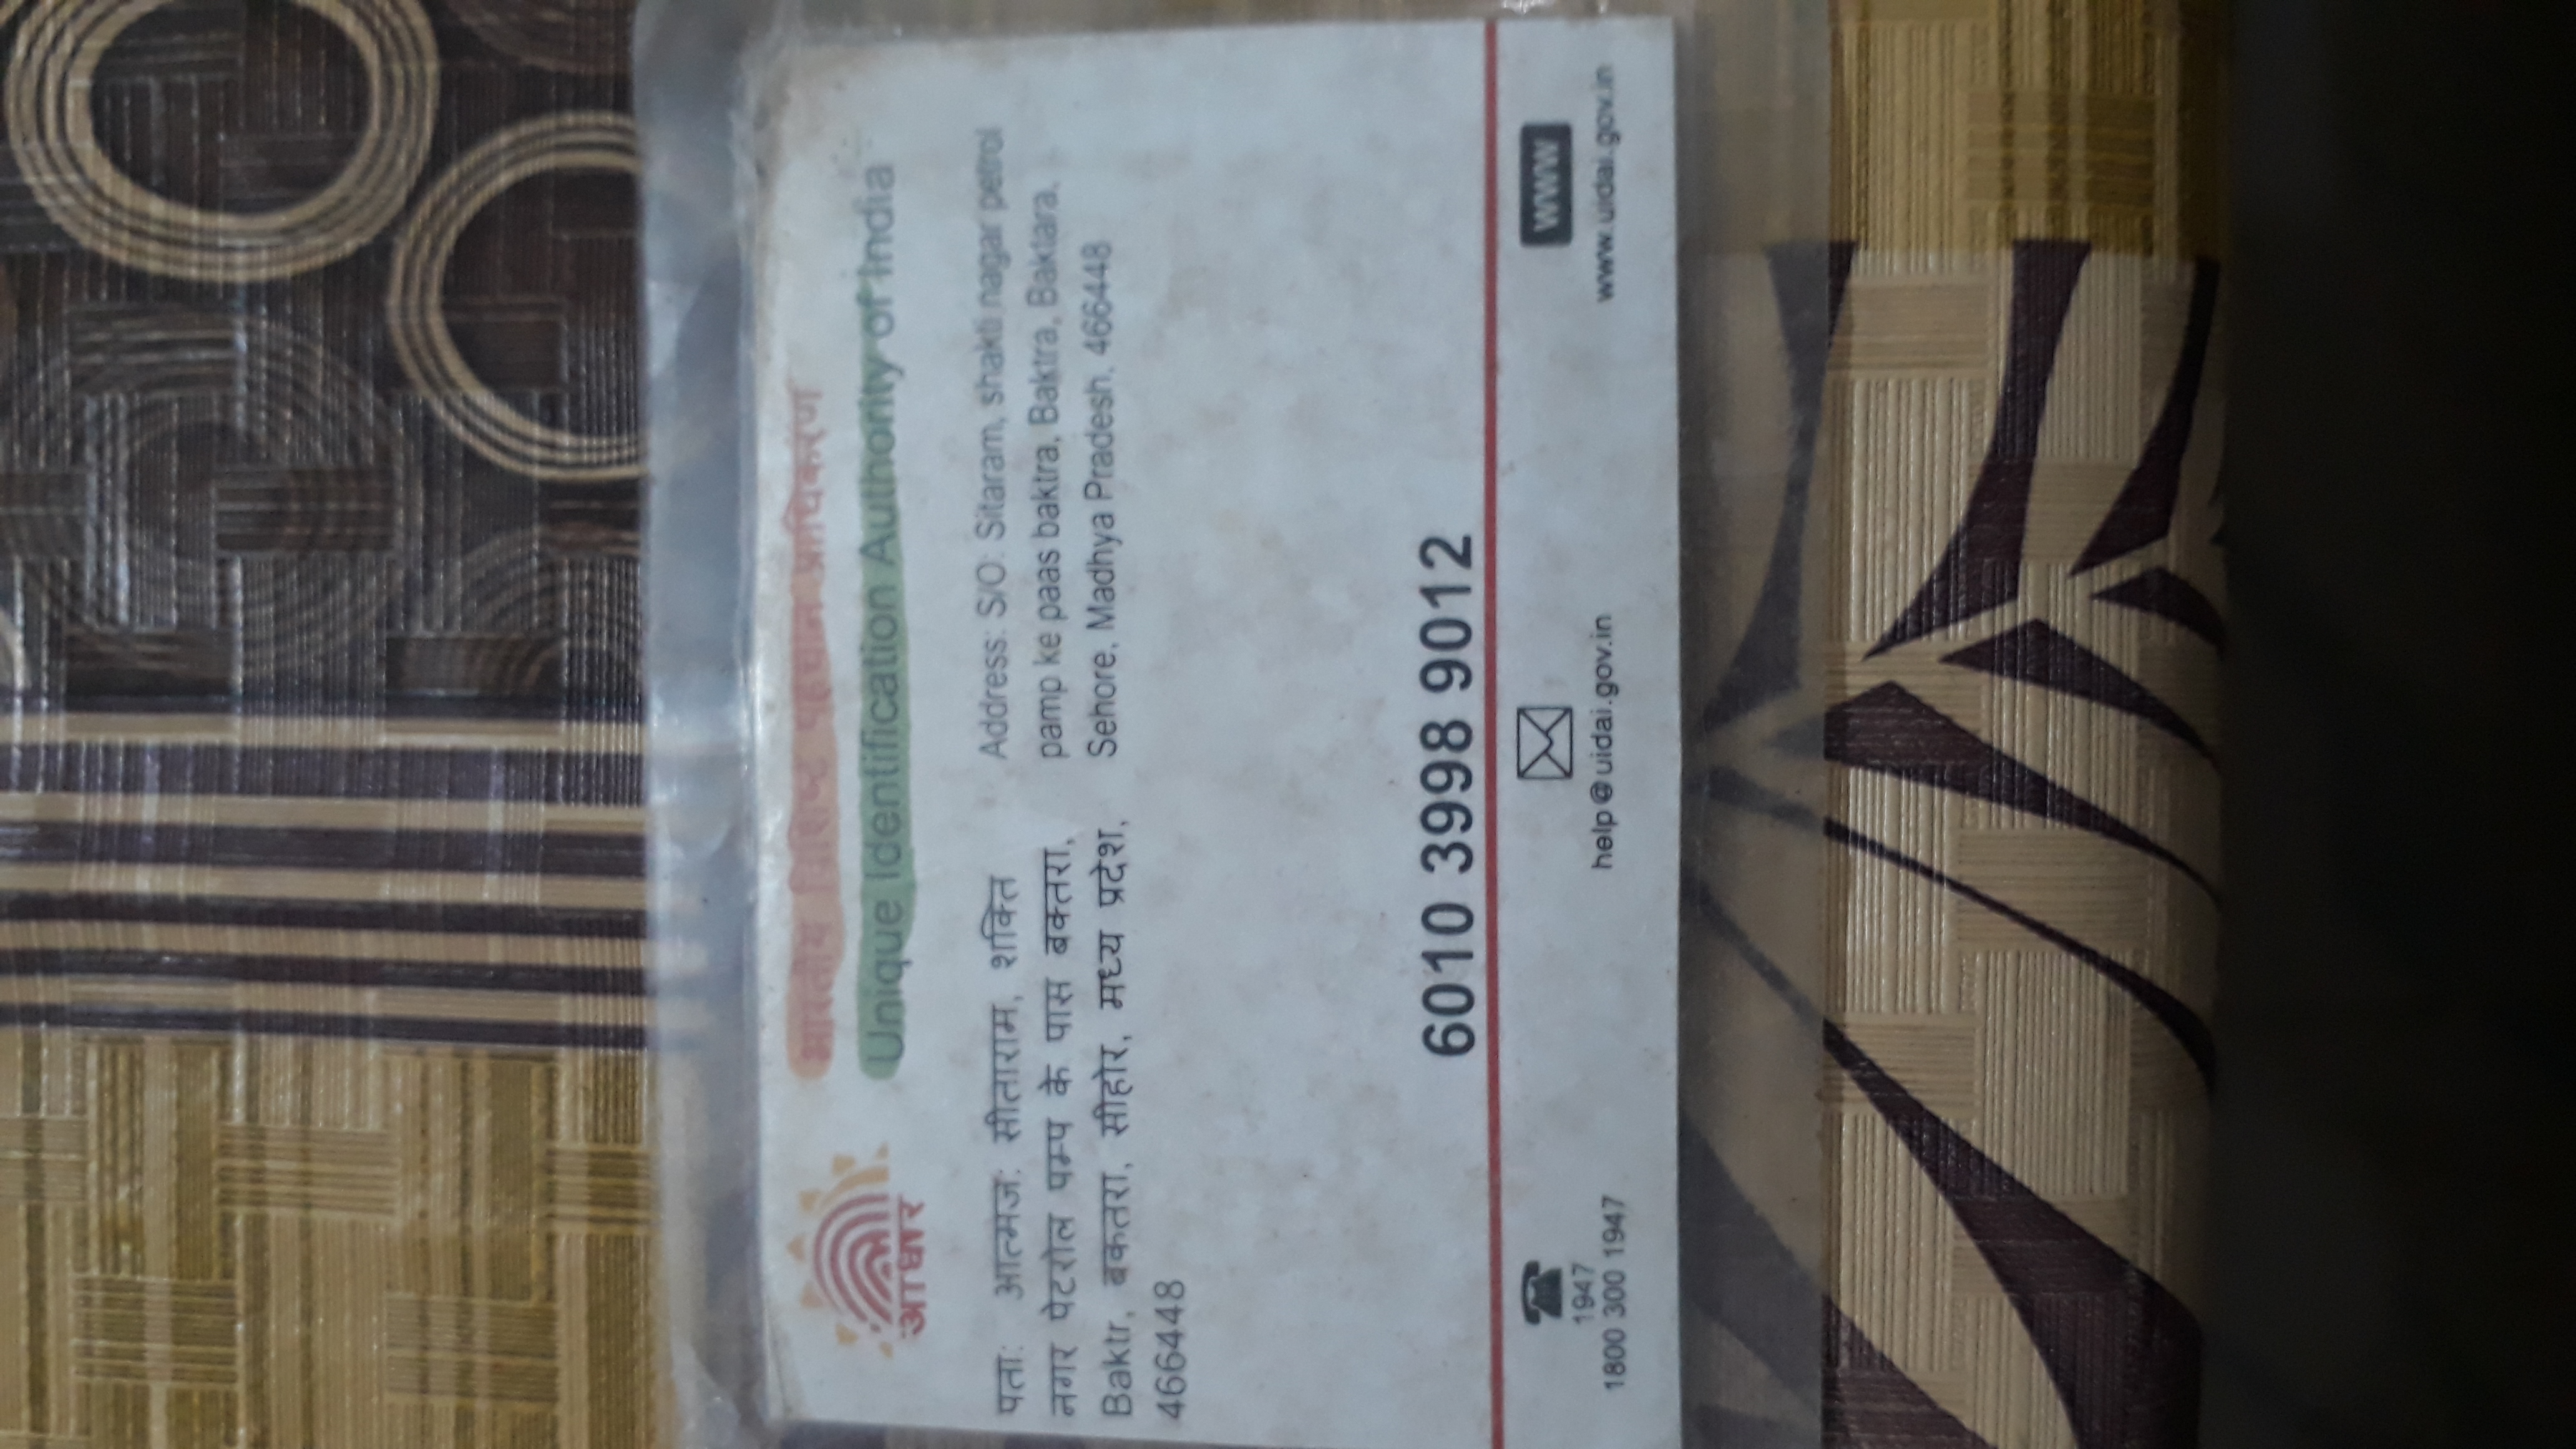 भारतीय विशिष्ट पहचान प्राधिकरण
Unique Identification Authority of India
आधार
पता: आत्मज: सीताराम, शक्ति
नगर पेटरोल पम्प के पास बक्तरा,
Baktr, बकतरा, सीहोर, मध्य प्रदेश,
466448
Address: S/O: Sitaram, shakti nagar petrol
pamp ke paas baktra, Baktra, Baktara,
Sehore, Madhya Pradesh, 466448
6010 3998 9012
1947
1800 300 1947
help@uidai.gov.in
WWW
www.uidai.gov.in